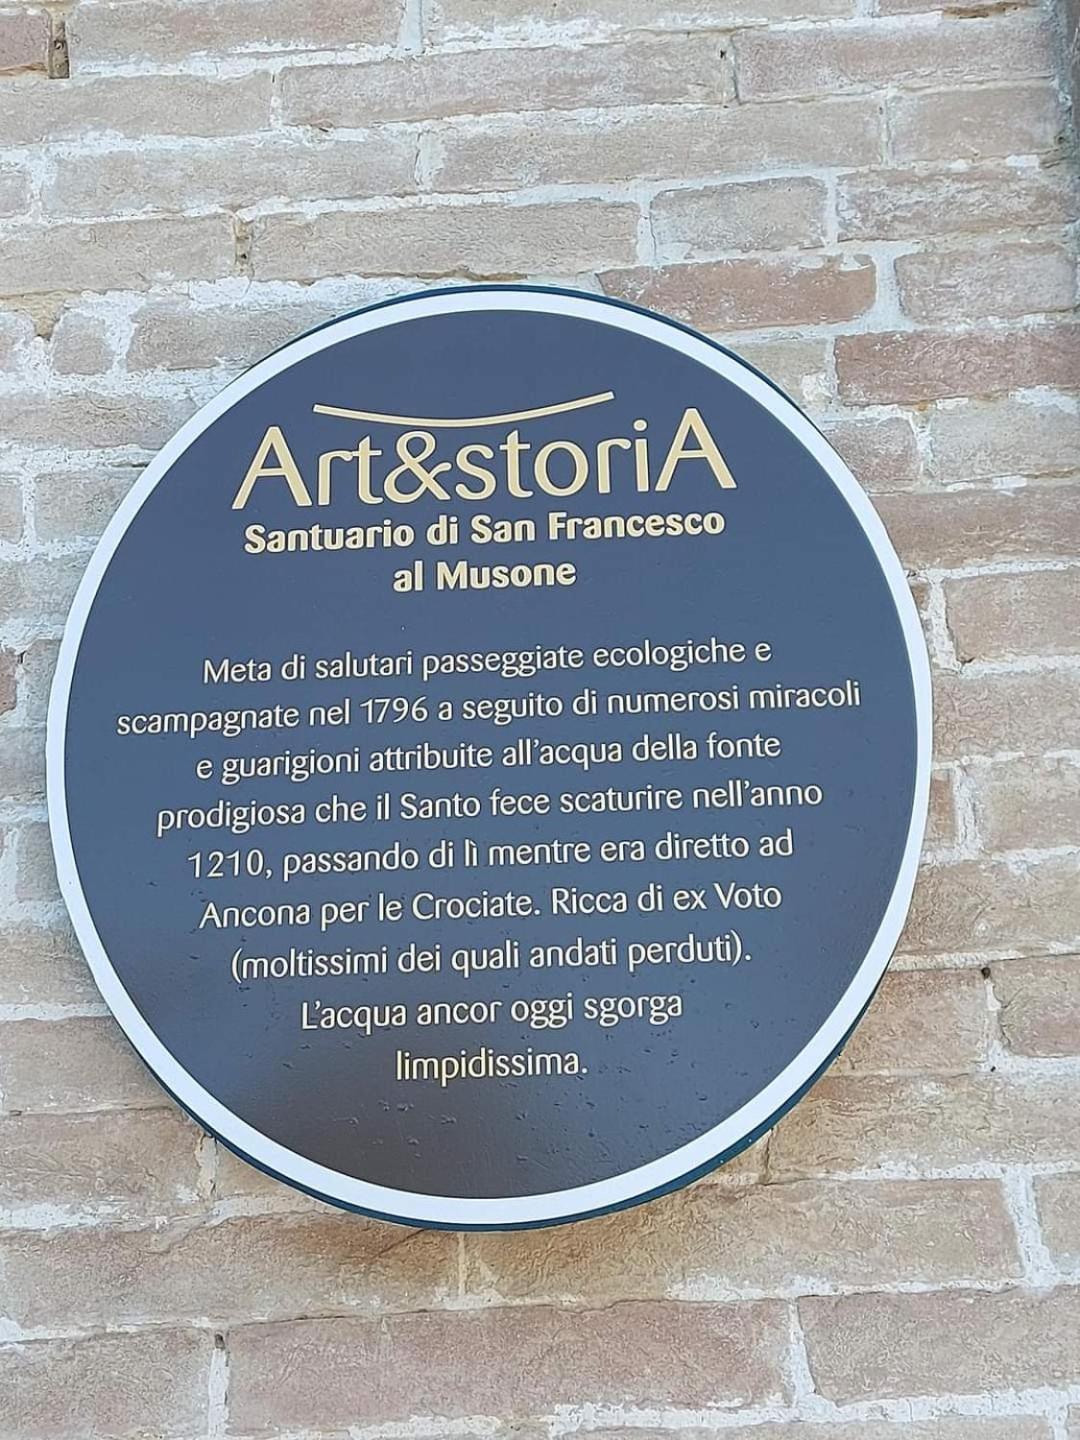 Art&storiA
Santuario di San Francesco
al Musone
Meta di salutari passeggiate ecologiche e
scampagnate nel 1796 a seguito di numerosi miracoli
e guarigioni attribuite all'acqua della fonte
prodigiosa che il Santo fece scaturire nell'anno
1210, passando di lì mentre era diretto ad
Ancona per le Crociate. Ricca di ex Voto
(moltissimi dei quali andati perduti).
L'acqua ancor oggi sgorga
limpidissima.